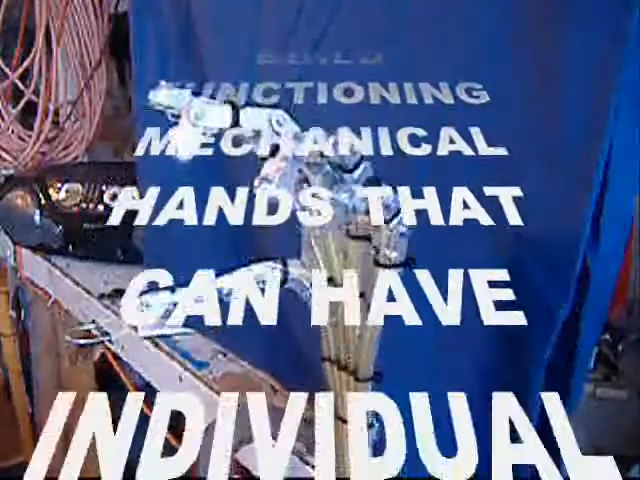 FUNCTIONING
MECHANICAL
HANDS THAT
CAN HAVE
INDIVIDUAL